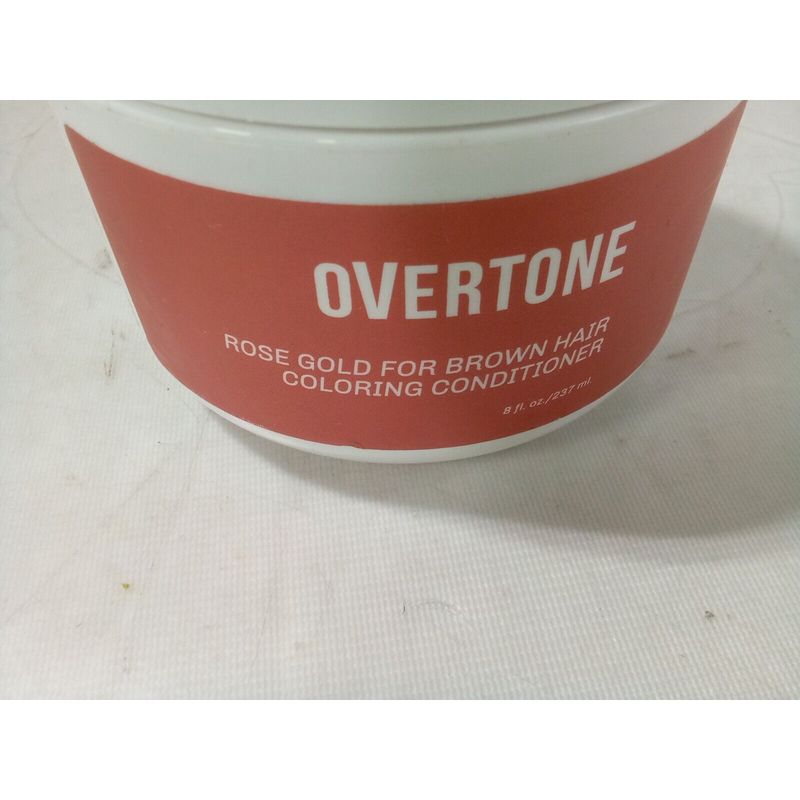 OVERTONE
ROSE GOLD FOR BROWN HAIR
COLORING CONDITIONER
8 fl. oz./237 ml.